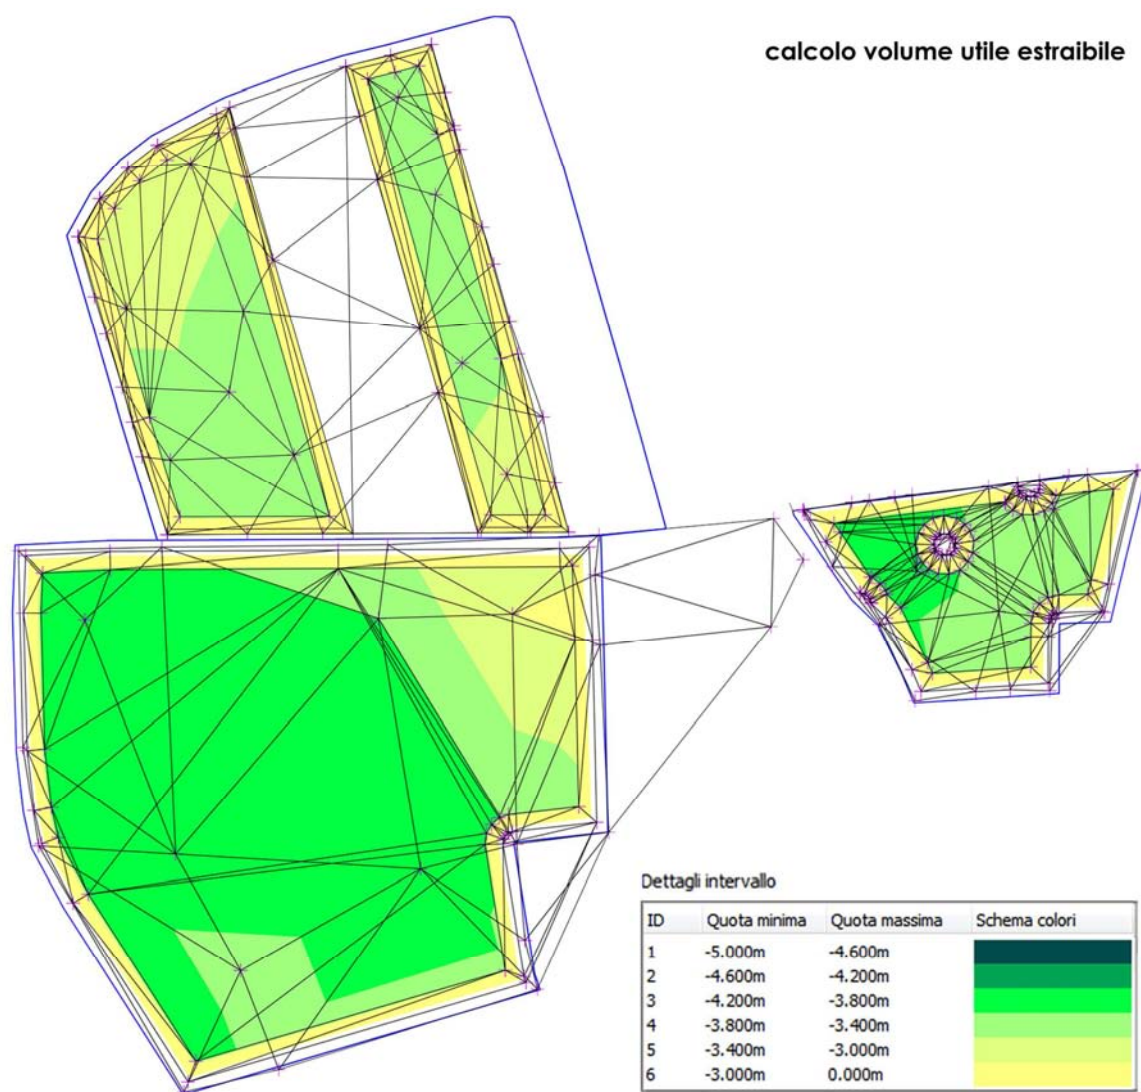 calcolo volume utile estraibile
Dettagli intervallo
ID Quota minima Quota massima Schema colori
1 -5.000m -4.600m
2 -4.600m -4.200m
3 -4.200m -3.800m
4 -3.800m -3.400m
5 -3.400m -3.000m
6 -3.000m 0.000m